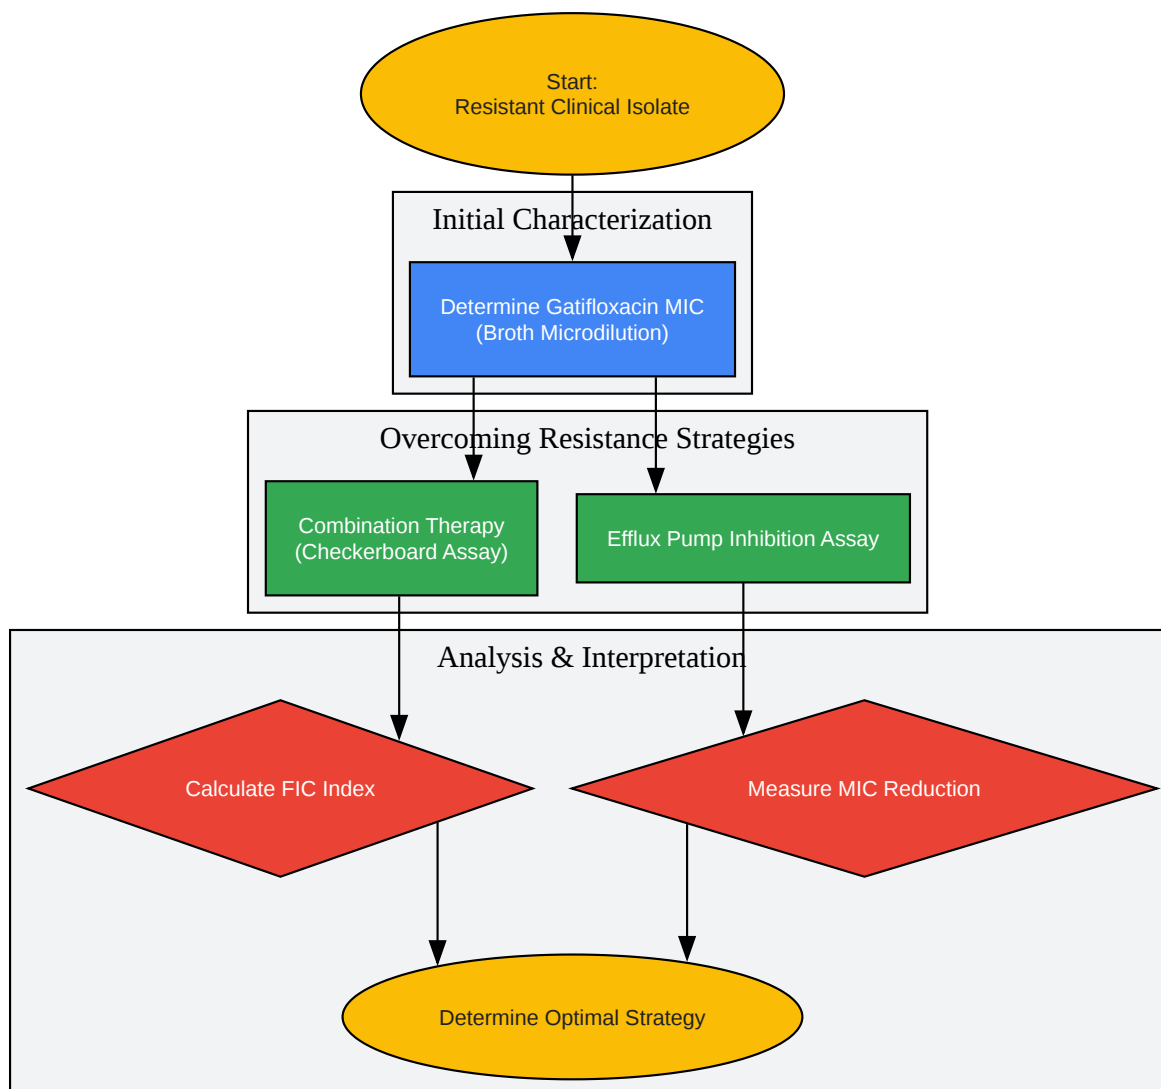 Start:
Resistant Clinical Isolate
Initial Characterization
Determine Gatifloxacin MIC
(Broth Microdilution)
Overcoming Resistance Strategies
Combination Therapy
(Checkerboard Assay)
Efflux Pump Inhibition Assay
Analysis & Interpretation
Calculate FIC Index
Measure MIC Reduction
Determine Optimal Strategy